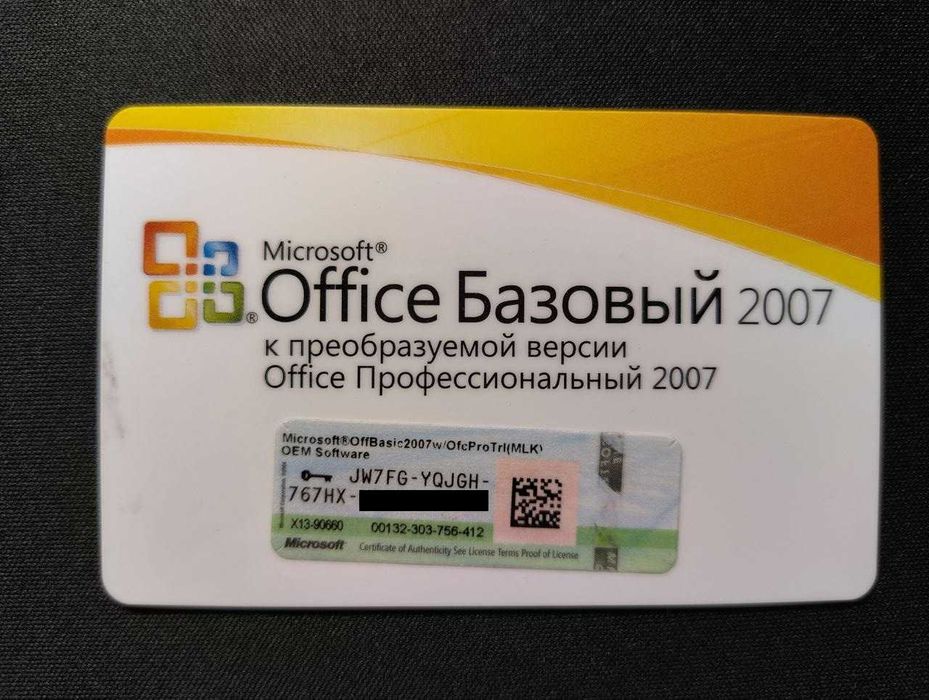 Microsoft®
Office Базовый 2007
к преобразуемой версии
Office Профессиональный 2007
Microsoft®OffBasic2007w/OfcProTrl(MLK)
OEM Software
JW7FG-YQJGH-
767HX-
X13-90660 00132-303-756-412
Microsoft Certificate of Authenticity See License Terms Proof of License